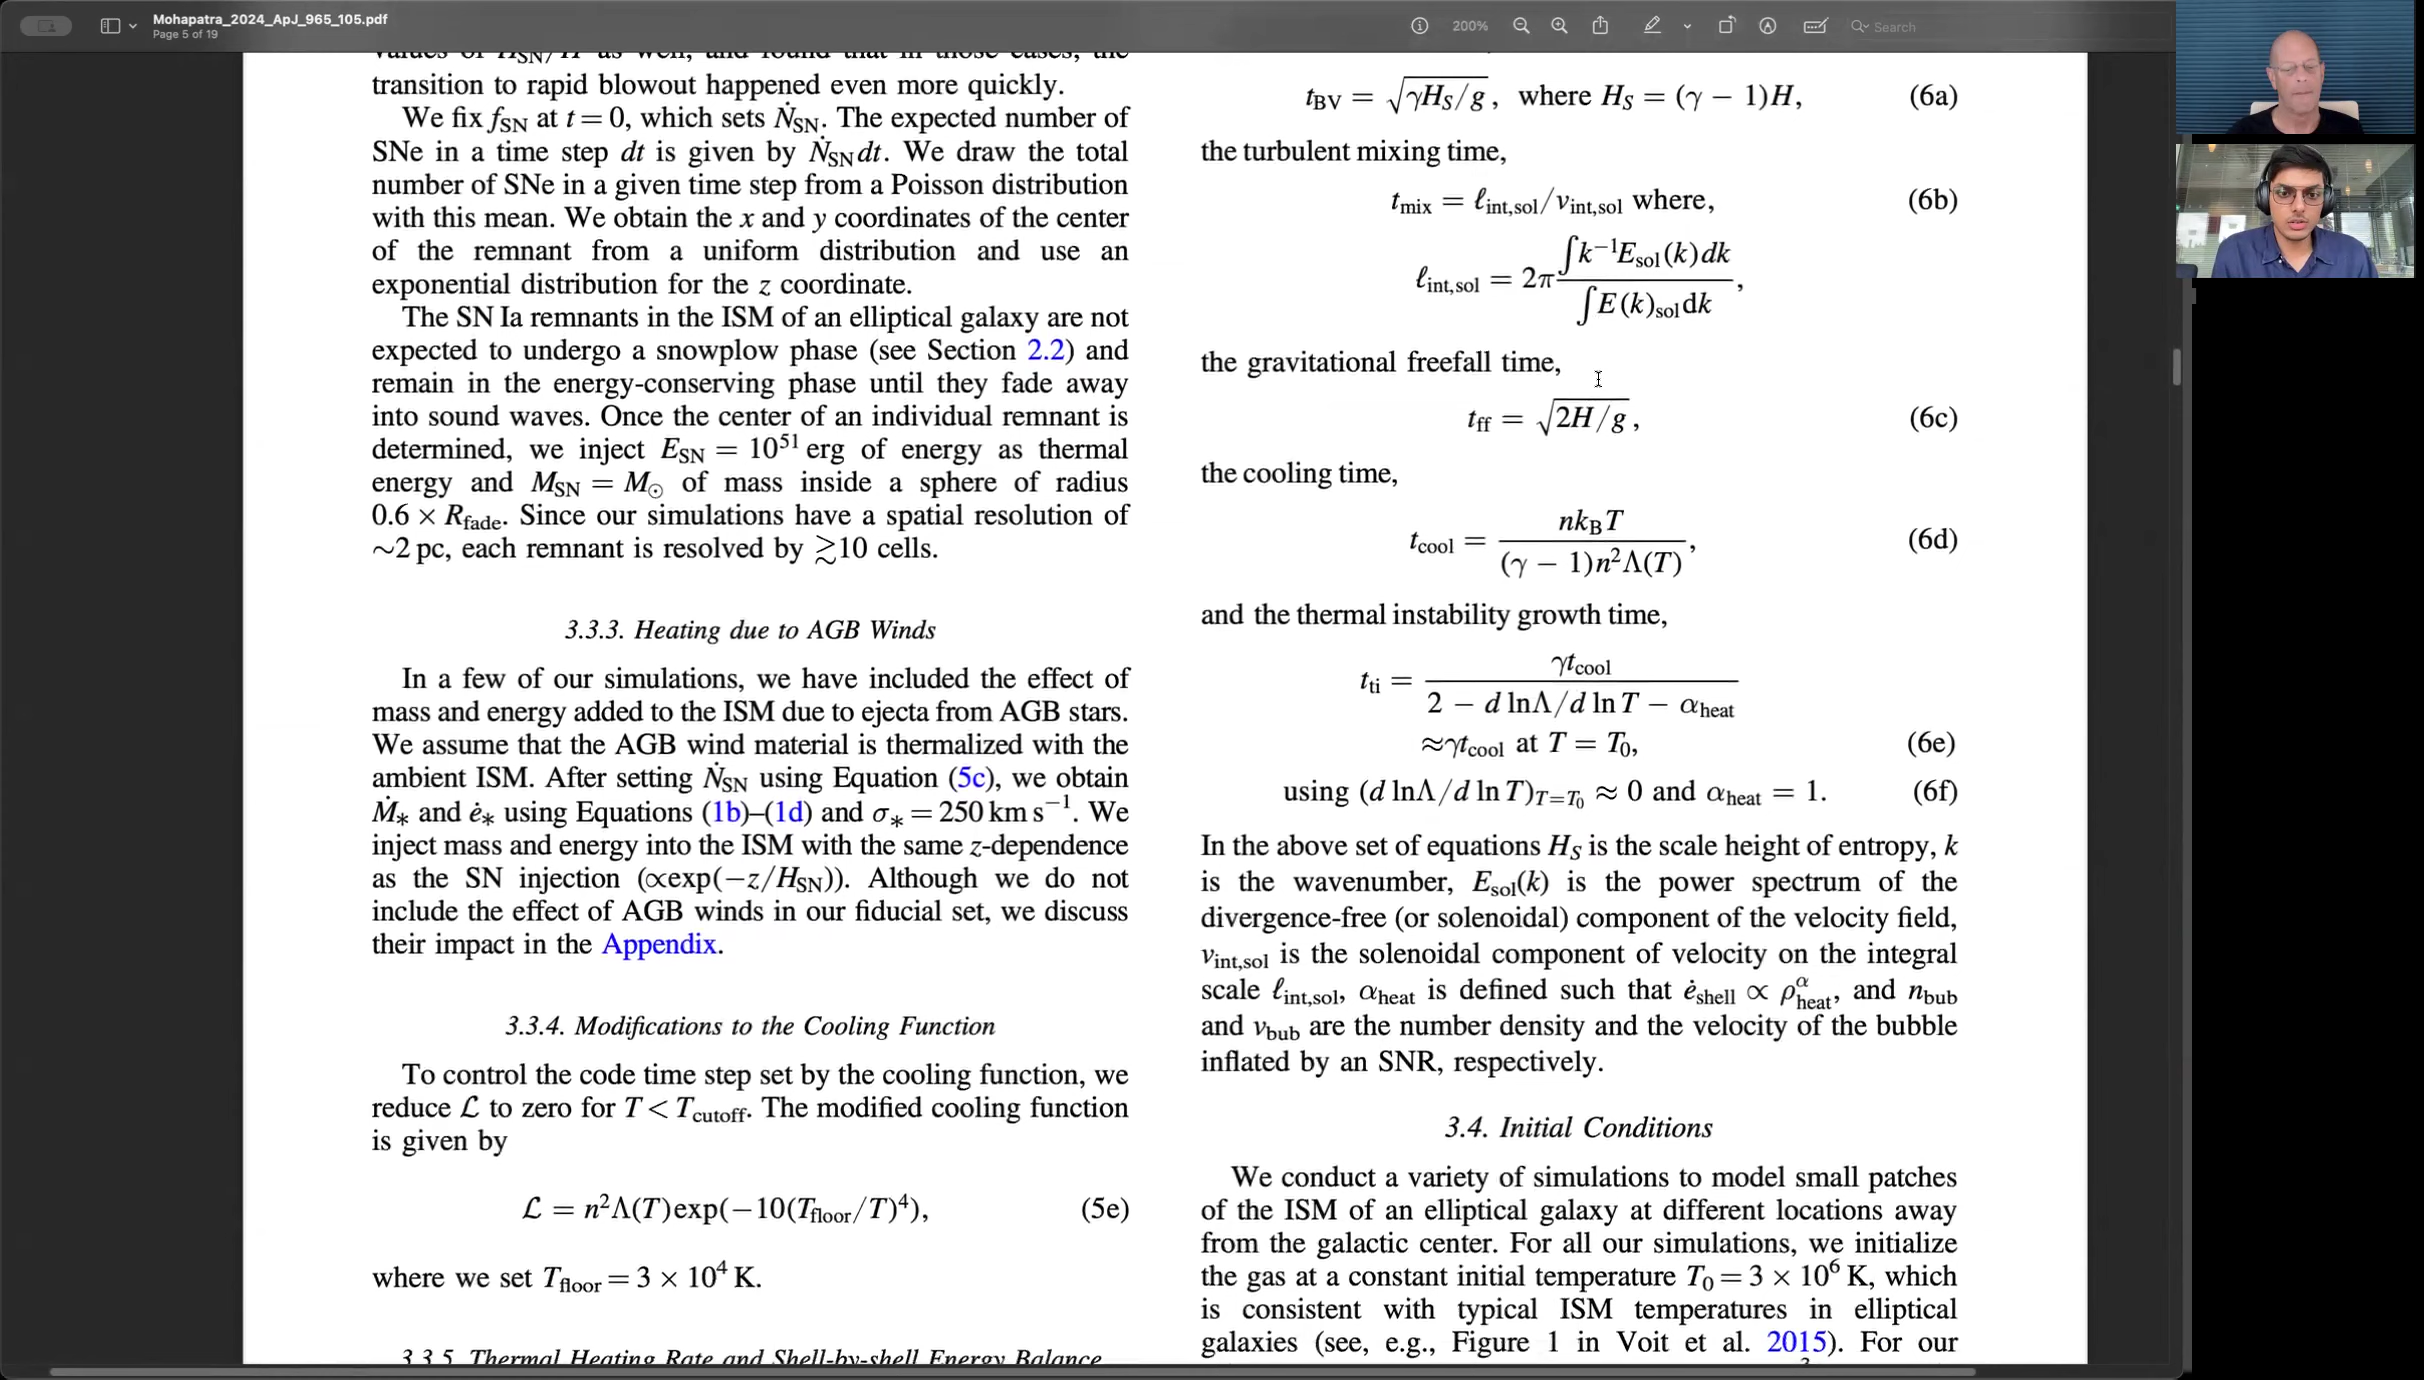 Mohapatra_2024_ApJ_965_105.pdf
Page 5 of 19
200%
Search
values of H_SN/H as well, and found that in those cases, the
transition to rapid blowout happened even more quickly.
We fix f_SN at t = 0, which sets Ṅ_SN. The expected number of
SNe in a time step dt is given by Ṅ_SN dt. We draw the total
number of SNe in a given time step from a Poisson distribution
with this mean. We obtain the x and y coordinates of the center
of the remnant from a uniform distribution and use an
exponential distribution for the z coordinate.
The SN Ia remnants in the ISM of an elliptical galaxy are not
expected to undergo a snowplow phase (see Section 2.2) and
remain in the energy-conserving phase until they fade away
into sound waves. Once the center of an individual remnant is
determined, we inject E_SN = 10^51 erg of energy as thermal
energy and M_SN = M_⊙ of mass inside a sphere of radius
0.6 × R_fade. Since our simulations have a spatial resolution of
∼2 pc, each remnant is resolved by ≳10 cells.
3.3.3. Heating due to AGB Winds
In a few of our simulations, we have included the effect of
mass and energy added to the ISM due to ejecta from AGB stars.
We assume that the AGB wind material is thermalized with the
ambient ISM. After setting Ṅ_SN using Equation (5c), we obtain
Ṁ_* and ė_* using Equations (1b)–(1d) and σ_* = 250 km s^−1. We
inject mass and energy into the ISM with the same z-dependence
as the SN injection (∝exp(−z/H_SN)). Although we do not
include the effect of AGB winds in our fiducial set, we discuss
their impact in the Appendix.
3.3.4. Modifications to the Cooling Function
To control the code time step set by the cooling function, we
reduce ℒ to zero for T < T_cutoff. The modified cooling function
is given by
ℒ = n^2Λ(T)exp(−10(T_floor/T)^4), (5e)
where we set T_floor = 3 × 10^4 K.
3.3.5. Thermal Heating Rate and Shell-by-shell Energy Balance
t_BV = √(γH_S/g), where H_S = (γ − 1)H, (6a)
the turbulent mixing time,
t_mix = ℓ_int,sol/v_int,sol where, (6b)
ℓ_int,sol = 2π ∫k^−1E_sol(k)dk / ∫E(k)_sol dk,
the gravitational freefall time,
t_ff = √(2H/g), (6c)
the cooling time,
t_cool = nk_BT / (γ − 1)n^2Λ(T), (6d)
and the thermal instability growth time,
t_ti = γt_cool / 2 − d lnΛ/d ln T − α_heat
≈γt_cool at T = T_0, (6e)
using (d lnΛ/d ln T)_T=T_0 ≈ 0 and α_heat = 1. (6f)
In the above set of equations H_S is the scale height of entropy, k
is the wavenumber, E_sol(k) is the power spectrum of the
divergence-free (or solenoidal) component of the velocity field,
v_int,sol is the solenoidal component of velocity on the integral
scale ℓ_int,sol, α_heat is defined such that ė_shell ∝ ρ^α_heat, and n_bub
and v_bub are the number density and the velocity of the bubble
inflated by an SNR, respectively.
3.4. Initial Conditions
We conduct a variety of simulations to model small patches
of the ISM of an elliptical galaxy at different locations away
from the galactic center. For all our simulations, we initialize
the gas at a constant initial temperature T_0 = 3 × 10^6 K, which
is consistent with typical ISM temperatures in elliptical
galaxies (see, e.g., Figure 1 in Voit et al. 2015). For our